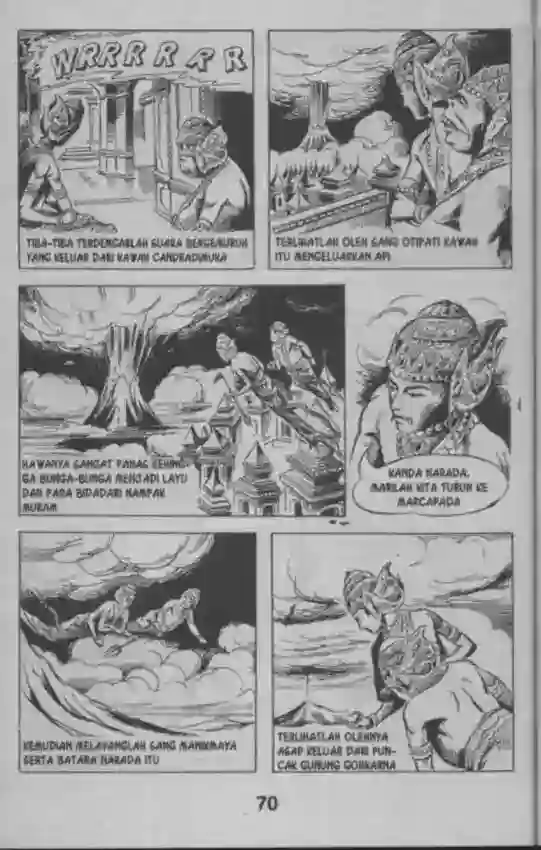 WRRRRRR
TIBA-TIBA TERDENGARLAH SUARA BERGEMURUH
YANG KELUAR DARI KAWAH CANDRADIMUKA
TERLIHATLAH OLEH SANG OTIPATI KAWAH
ITU MENGELUARKAN API
HAWANYA SANGAT PANAS SEHING-
GA BUNGA-BUNGA MENJADI LAYU
DAN PARA BIDADARI NAMPAK
MURAM
KANDA NARADA,
MARILAH KITA TURUN KE
MARCAPADA
KEMUDIAN MELAYANGLAH SANG MANIKMAYA
SERTA BATARA NARADA ITU
TERLIHATLAH OLEHNYA
ASAP KELUAR DARI PUN-
CAK GUNUNG GOHKARNA
70